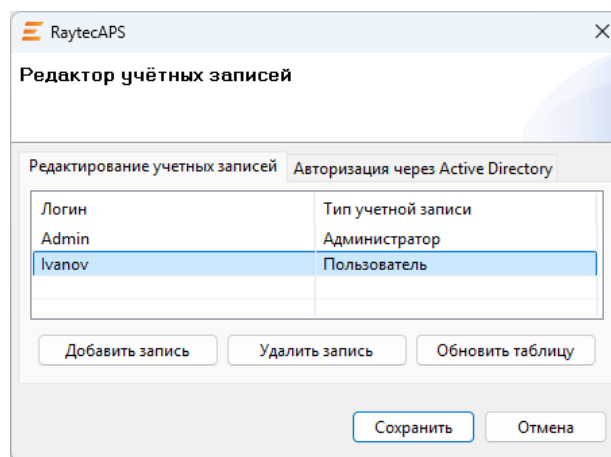 RaytecAPS
Редактор учётных записей
Редактирование учетных записей Авторизация через Active Directory
Логин Тип учетной записи
Admin Администратор
Ivanov Пользователь
Добавить запись Удалить запись Обновить таблицу
Сохранить Отмена